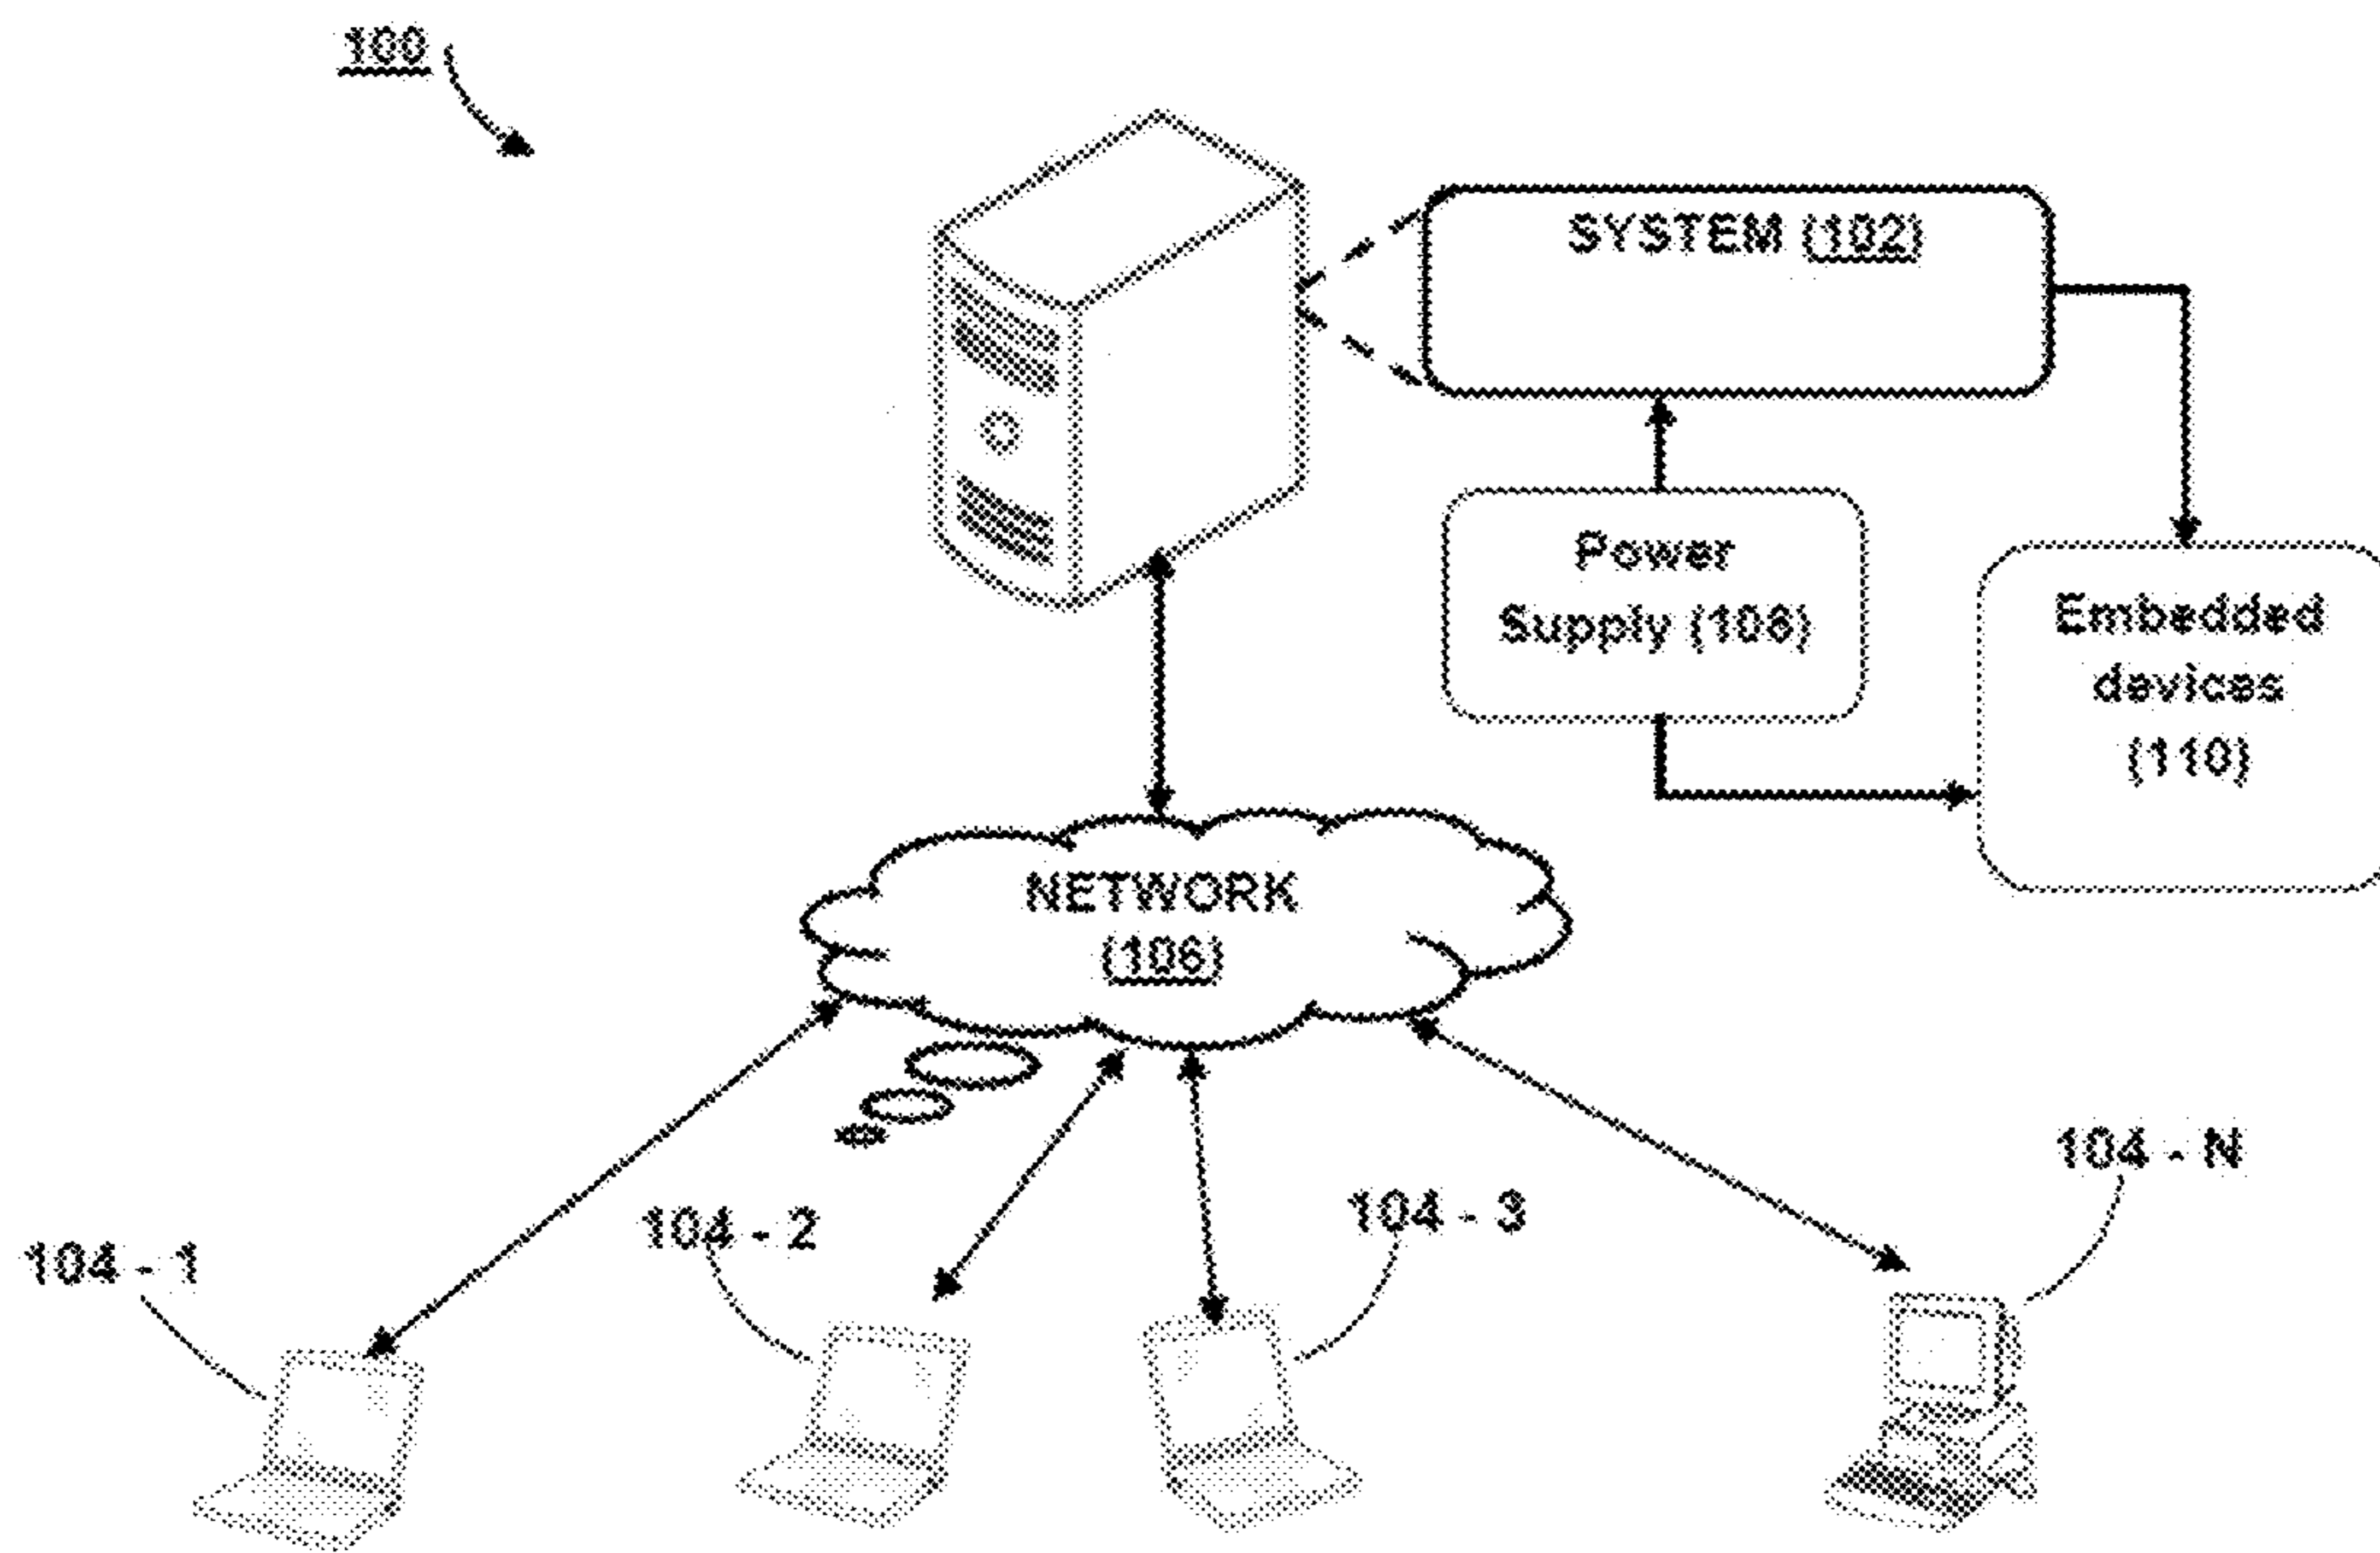 100
SYSTEM (102)
Power
Supply (108)
Embedded
devices
(110)
NETWORK
(106)
104 - N
104 - 3
104 - 2
104 - 1